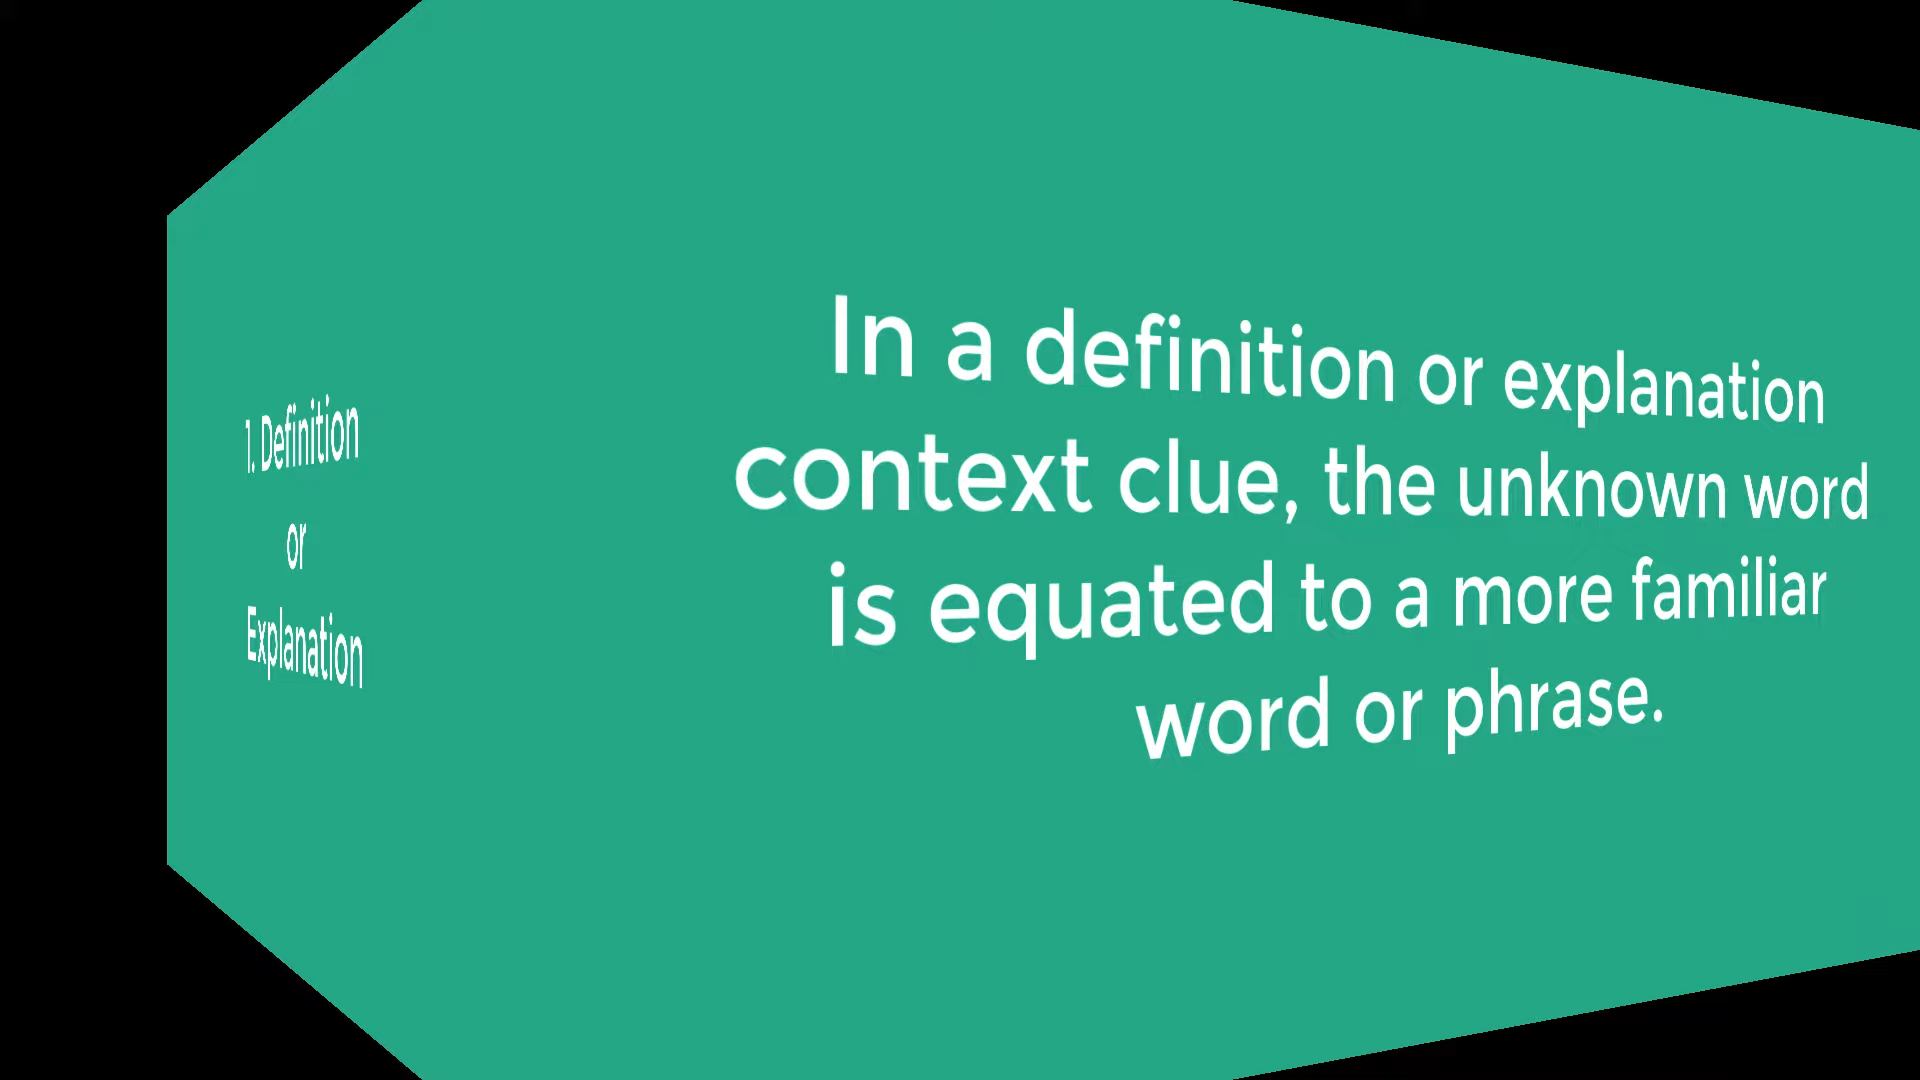 1. Definition
or
Explanation
In a definition or explanation
context clue, the unknown word
is equated to a more familiar
word or phrase.